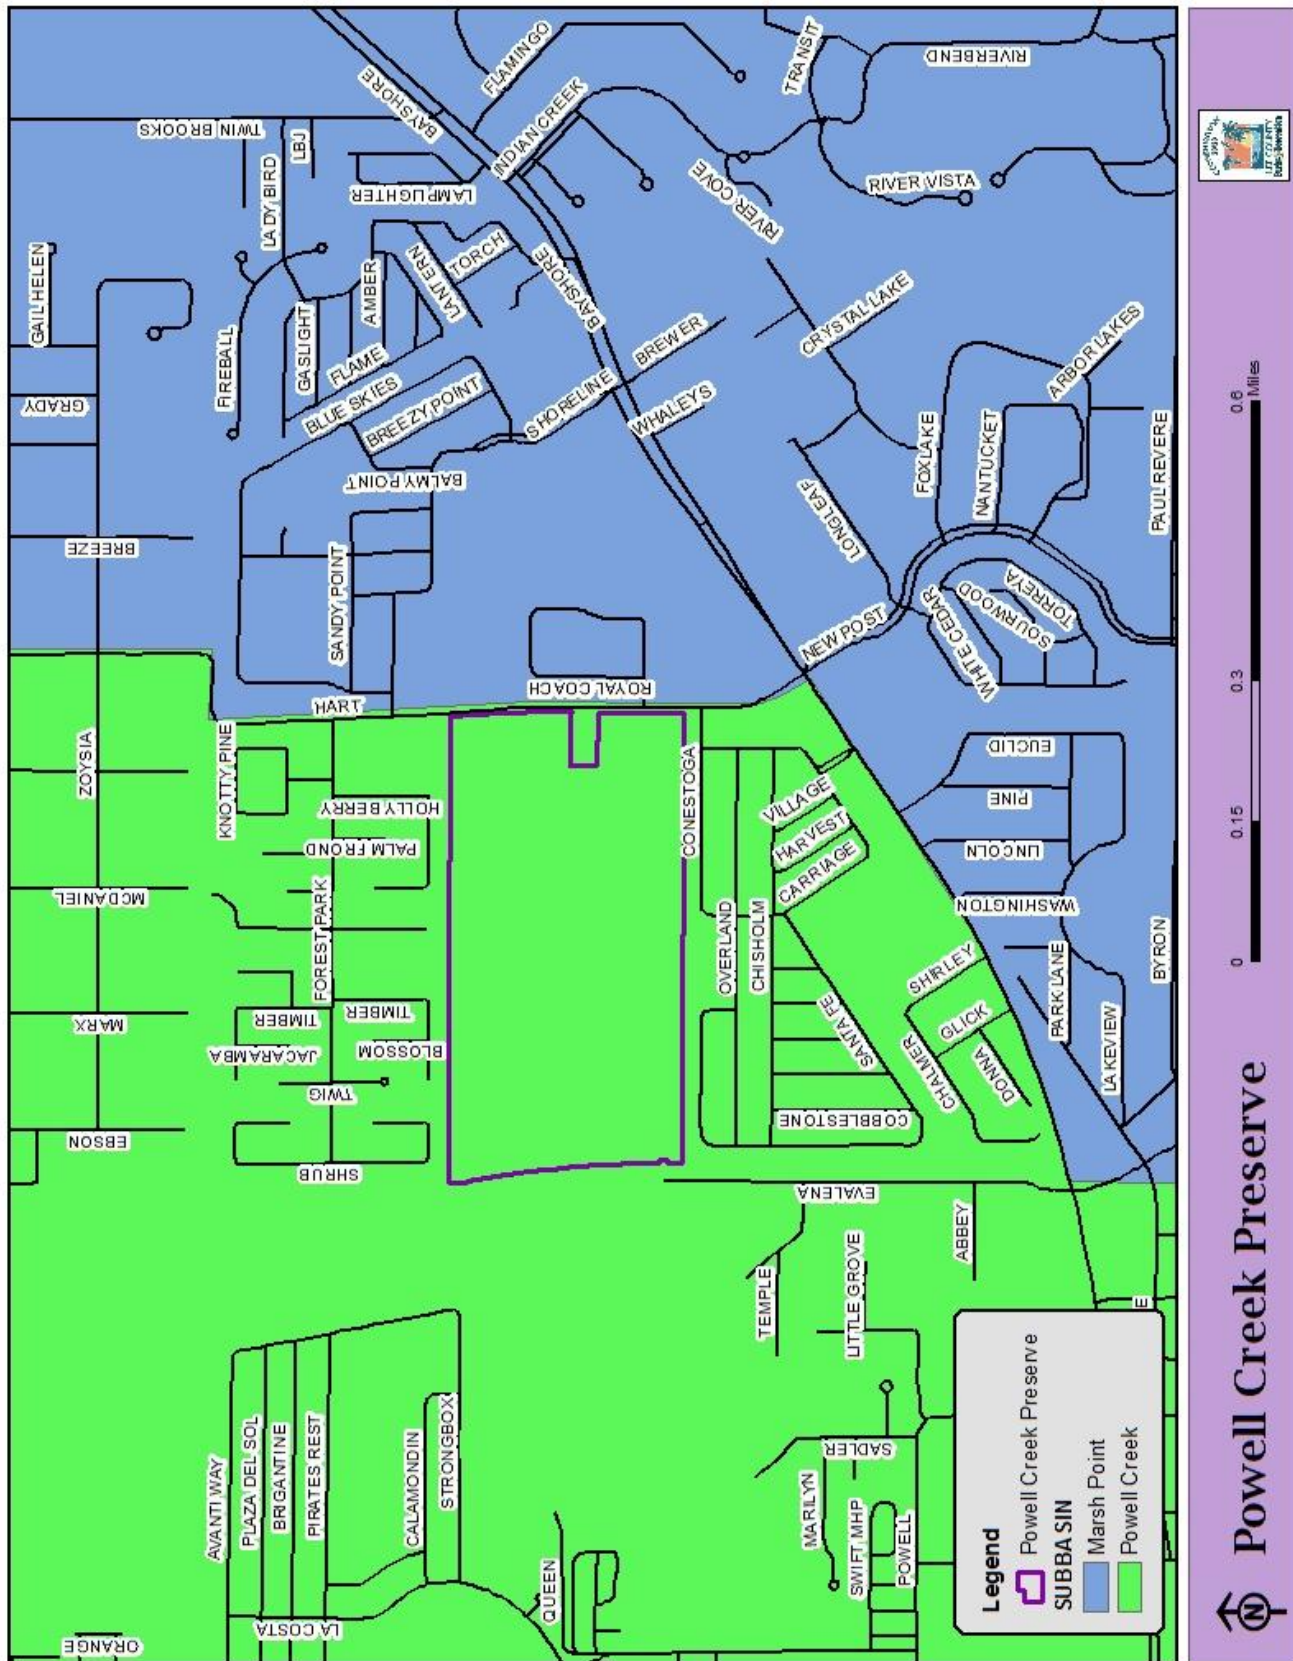 ORANGE
LA COSTA
AVANTI WAY
PLAZA DEL SOL
BRIGANTINE
PIRATES REST
CALAMONDIN
STRONGBOX
QUEEN
EBSON
MARX
MCDANIEL
ZOYSIA
BREEZE
GRADY
GAIL HELEN
TWIN BROOKS
LADY BIRD
LBJ
FIREBALL
GASLIGHT
AMBER
FLAME
LANTERN
TORCH
LAMPLIGHTER
BAYSHORE
FLAMINGO
INDIAN CREEK
BLUE SKIES
BREEZY POINT
BALMY POINT
SANDY POINT
HART
KNOTTY PINE
HOLLY BERRY
PALM FROND
FOREST PARK
TIMBER
TIMBER
JACARAMBA
BLOSSOM
TWIG
SHRUB
ROYAL COACH
SHORELINE
BAYSHORE
BREWER
WHALEYS
RIVER COVE
TRANSIT
RIVERBEND
RIVER VISTA
CRYSTAL LAKE
LONGLEAF
NEW POST
FOXLAKE
NANTUCKET
ARBOR LAKES
PAUL REVERE
WHITE CEDAR
SOURWOOD
TORREYA
EUCLID
PINE
LINCOLN
WASHINGTON
PARK LANE
LAKEVIEW
BYRON
CONESTOGA
OVERLAND
CHISHOLM
VILLAGE
HARVEST
CARRIAGE
SANTA FE
COBBLESTONE
SHIRLEY
GLICK
CHALMER
DONNA
EVALENA
ABBEY
TEMPLE
LITTLE GROVE
SADLER
MARILYN
SWIFT MHP
POWELL
E
Legend
Powell Creek Preserve
SUBBASIN
Marsh Point
Powell Creek
N
Powell Creek Preserve
0 0.15 0.3 0.6
Miles
LEE COUNTY